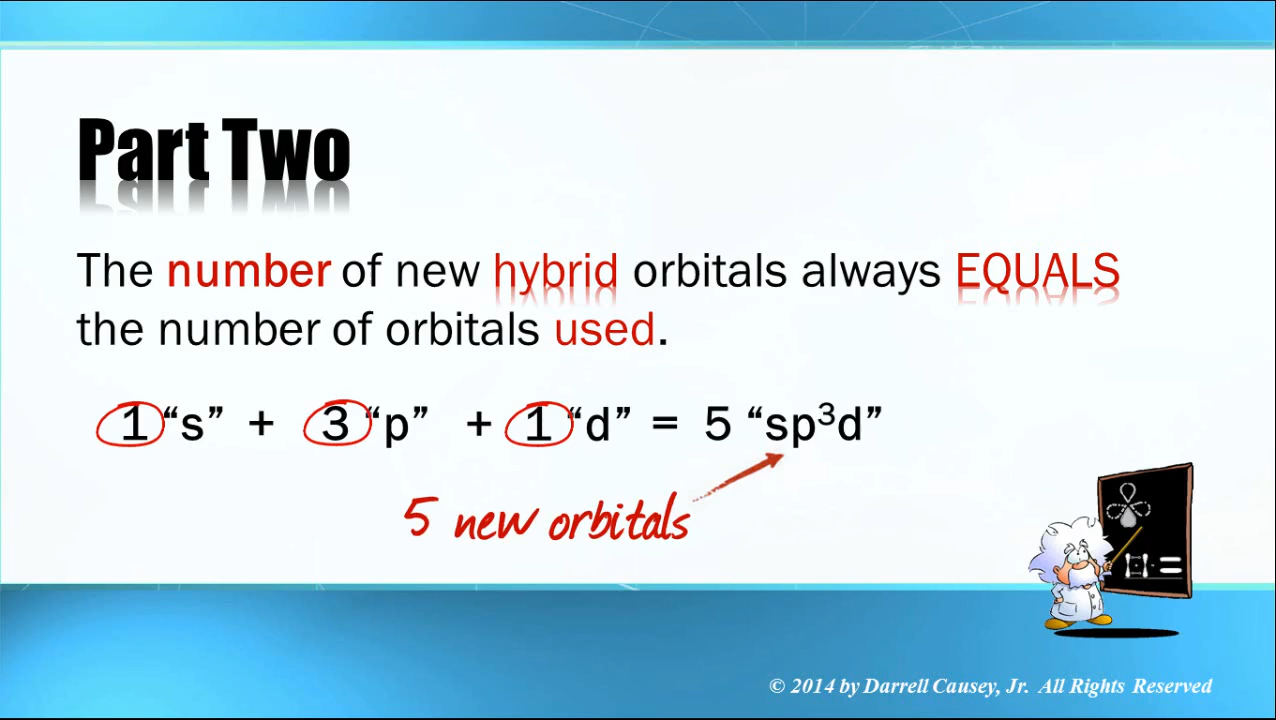 Part Two
The number of new hybrid orbitals always EQUALS
the number of orbitals used.
1 “s” + 3 “p” + 1 “d” = 5 “sp³d”
5 new orbitals
© 2014 by Darrell Causey, Jr. All Rights Reserved